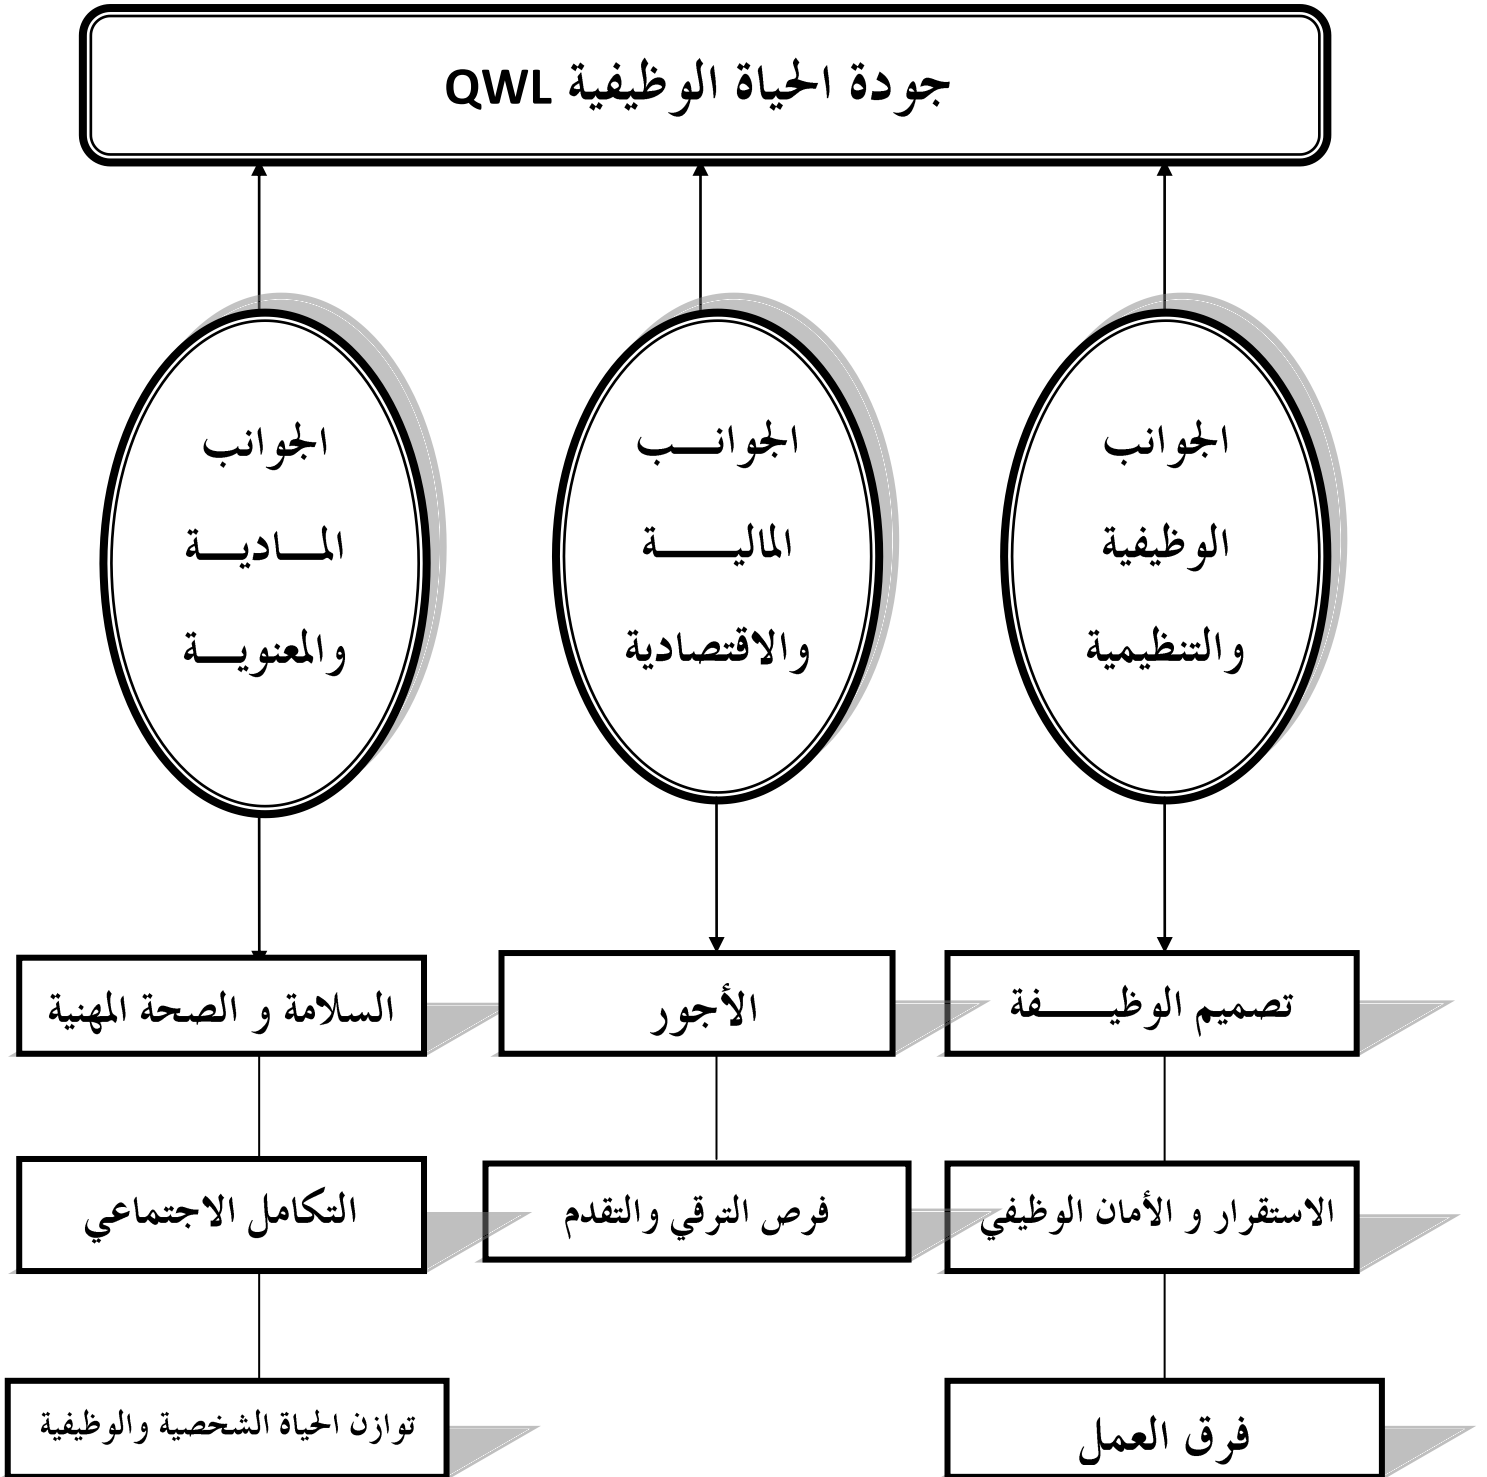 جودة الحياة الوظيفية QWL
الجوانب
الوظيفية
والتنظيمية
الجوانب
المالية
والاقتصادية
الجوانب
المادية
والمعنوية
تصميم الوظيفة
الأجور
السلامة و الصحة المهنية
الاستقرار و الأمان الوظيفي
فرص الترقي والتقدم
التكامل الاجتماعي
فرق العمل
توازن الحياة الشخصية والوظيفية